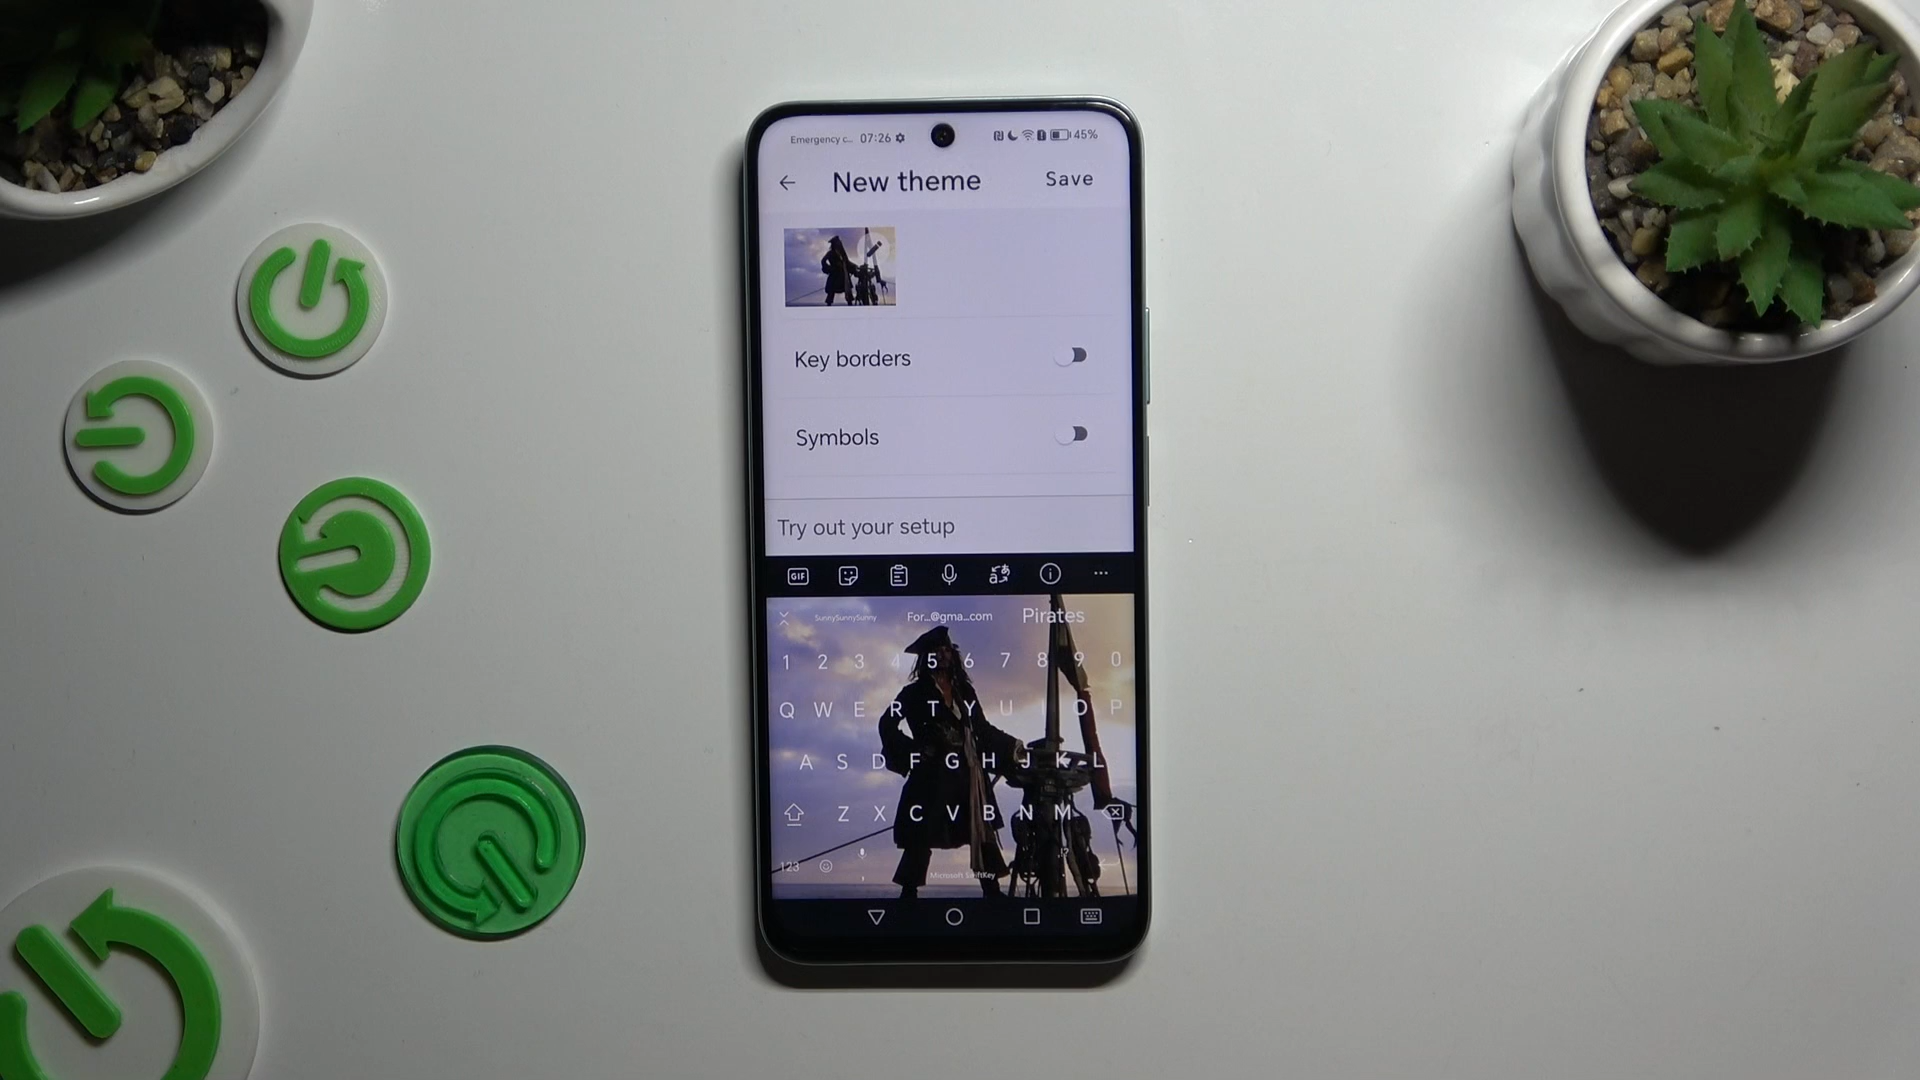 Emergency c... 07:26 45%
New theme Save
Key borders
Symbols
Try out your setup
GIF
SunnySunnySunny For...@gma...com Pirates
1 2 3 4 5 6 7 8 9 0
Q W E R T Y U I O P
A S D F G H J K L
Z X C V B N M
123 , Microsoft SwiftKey .!?